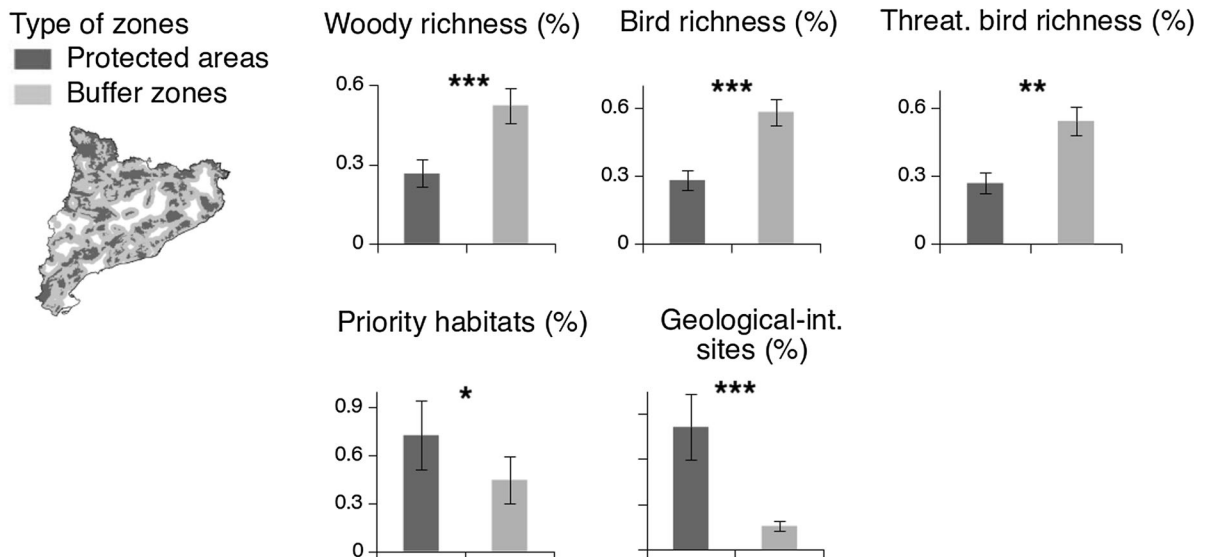 Type of zones
Protected areas
Buffer zones
Woody richness (%)
0.6
***
0.3
0
Bird richness (%)
0.6
***
0.3
0
Threat. bird richness (%)
0.6
**
0.3
0
Priority habitats (%)
0.9
*
0.6
0.3
0
Geological-int.
sites (%)
***